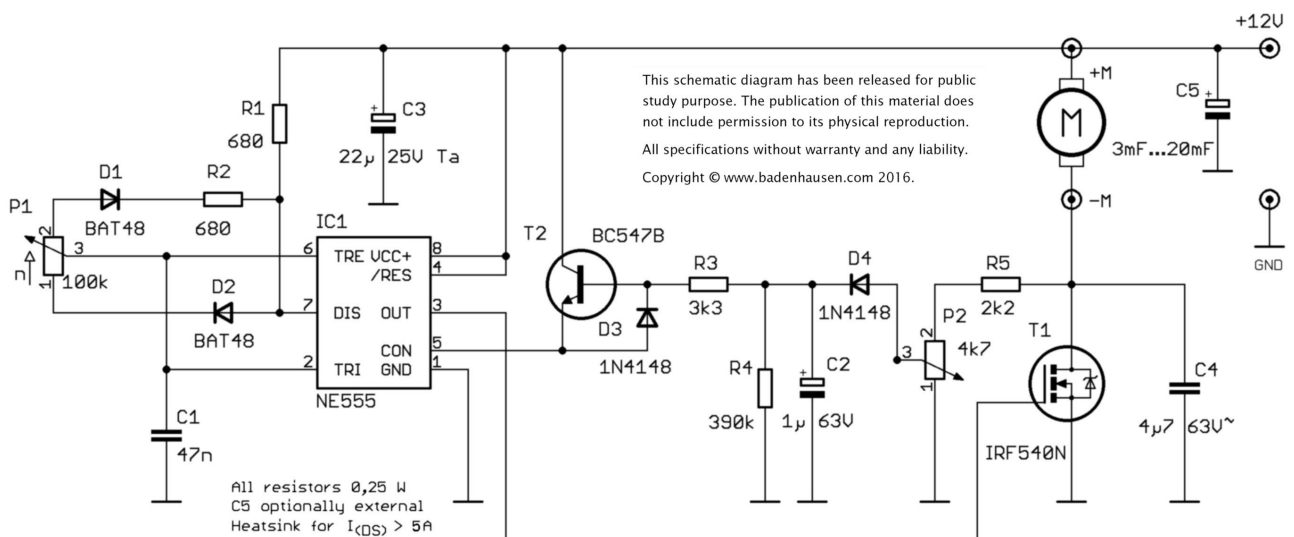 +12V
This schematic diagram has been released for public
study purpose. The publication of this material does
not include permission to its physical reproduction.
All specifications without warranty and any liability.
Copyright © www.badenhausen.com 2016.
R1
680
+
C3
22µ 25V Ta
+M
M
C5
+
3mF...20mF
-M
GND
D1
BAT48
R2
680
P1
2
3
1
n
100k
D2
BAT48
IC1
6
TRE VCC+
8
/RES
4
7
DIS OUT
3
CON
5
2
TRI GND
1
NE555
T2
BC547B
D3
1N4148
R3
3k3
D4
1N4148
R4
390k
+
C2
1µ 63V
R5
2k2
P2
2
4k7
3
1
T1
IRF540N
C4
4µ7 63V~
C1
47n
All resistors 0,25 W
C5 optionally external
Heatsink for I(DS) > 5A